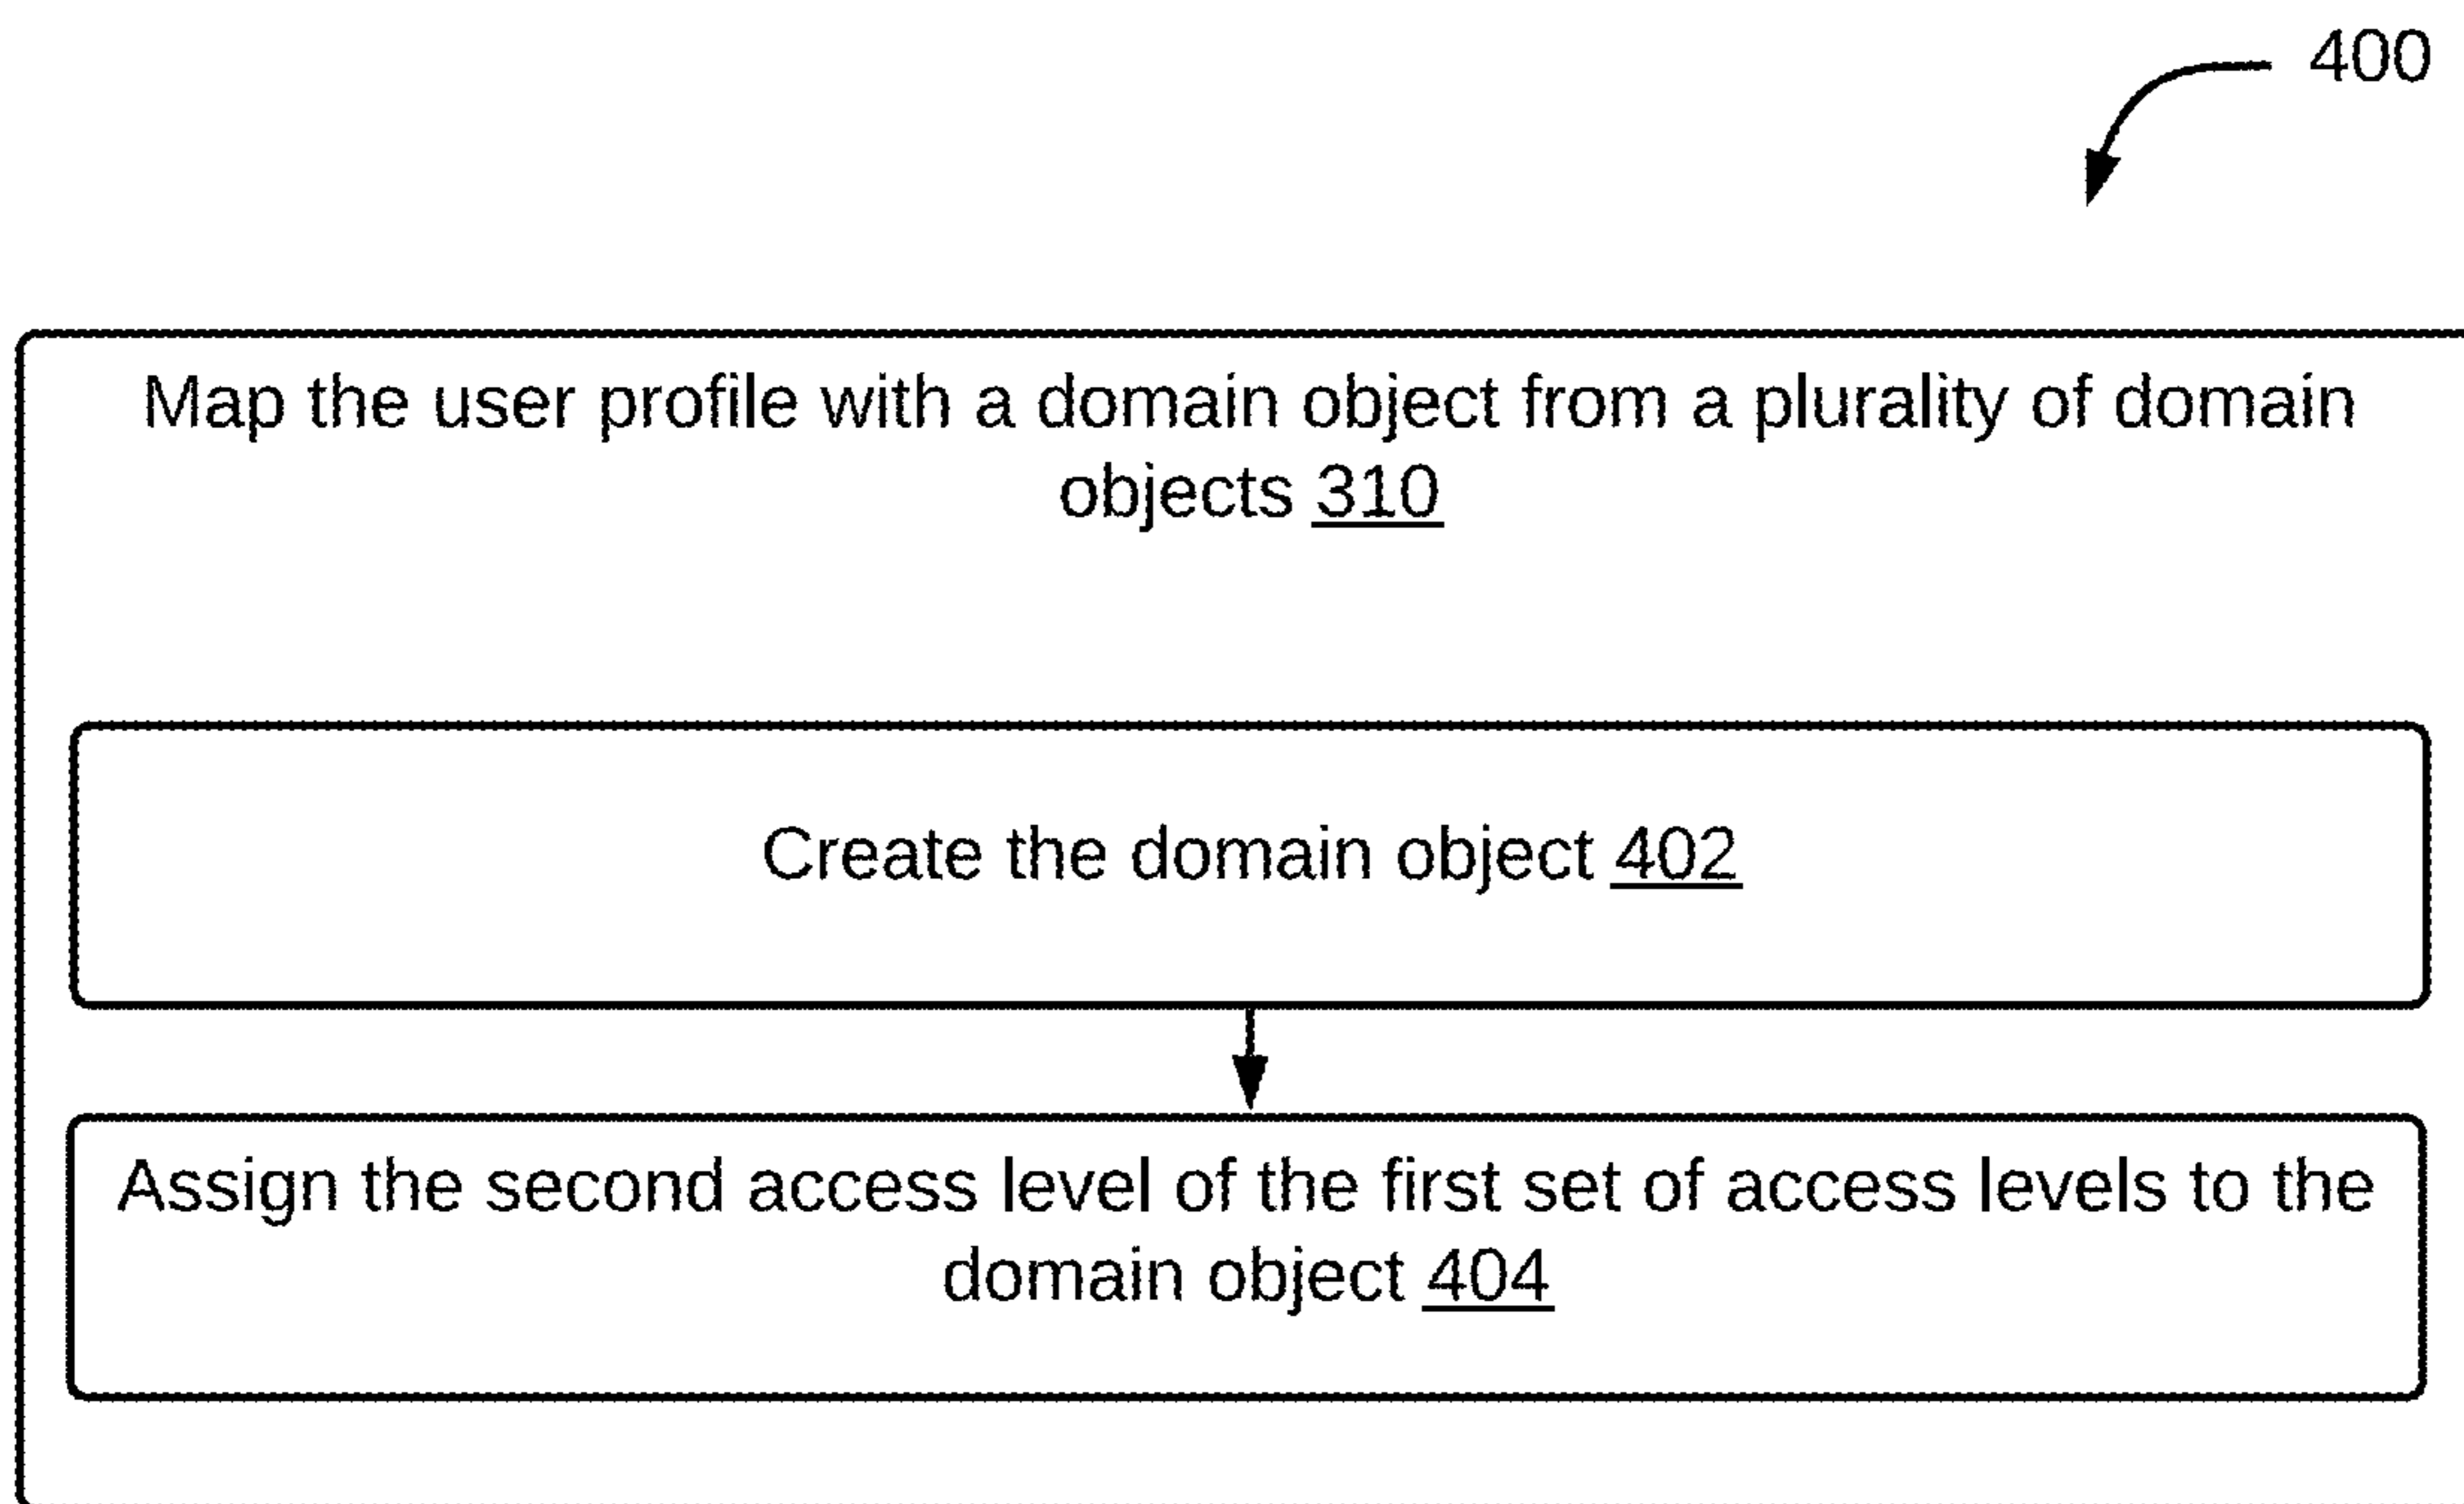 400
Map the user profile with a domain object from a plurality of domain
objects 310
Create the domain object 402
Assign the second access level of the first set of access levels to the
domain object 404